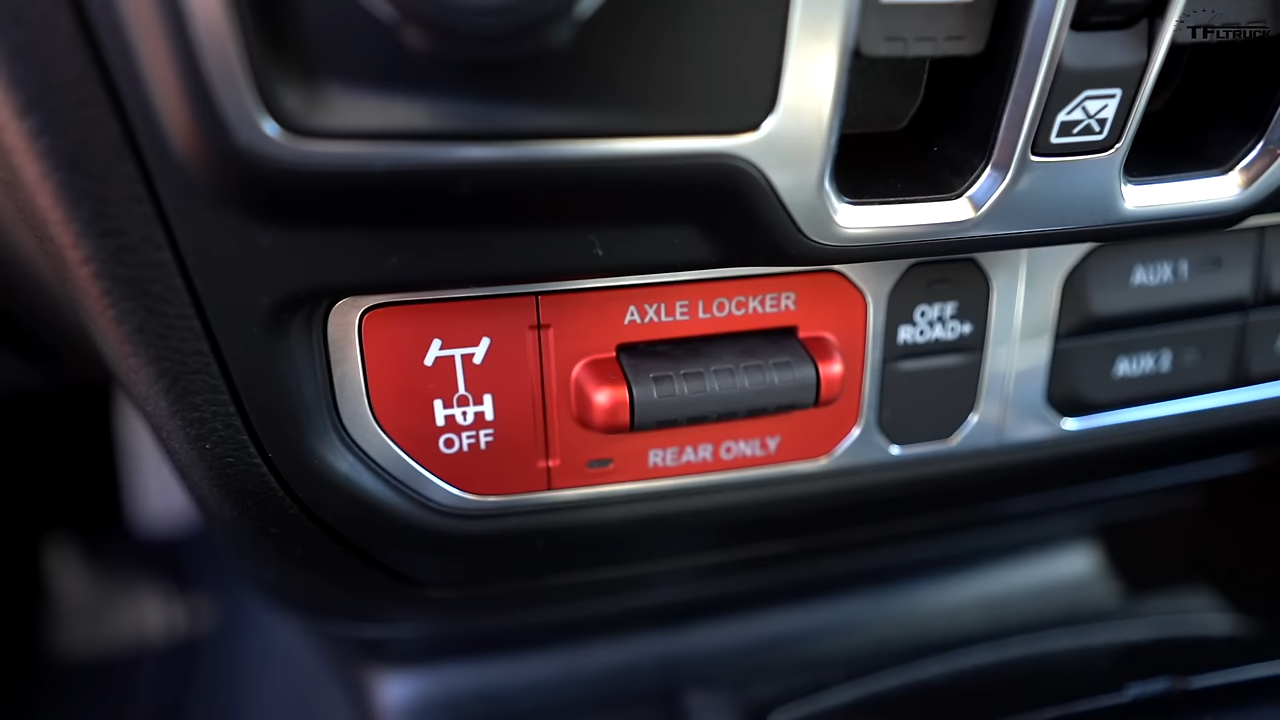 TFLTRUCK
AXLE LOCKER
OFF
REAR ONLY
OFF
ROAD+
AUX 1
AUX 2